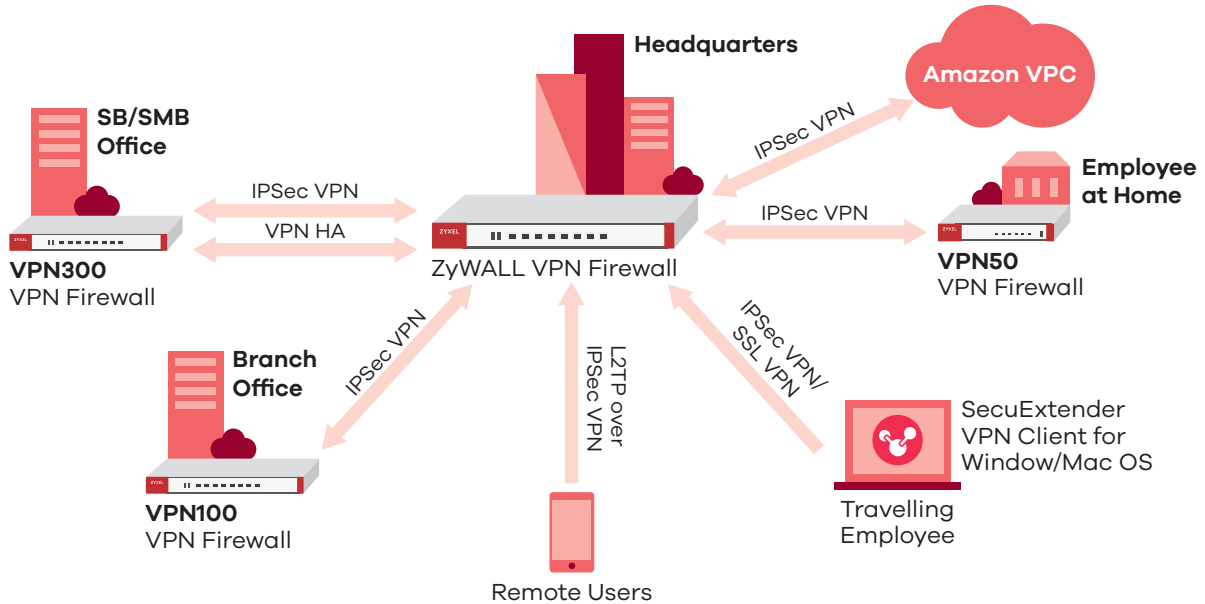 Headquarters
Amazon VPC
SB/SMB
Office
IPSec VPN
IPSec VPN
VPN HA
IPSec VPN
Employee
at Home
ZYXEL
ZYXEL
ZYXEL
VPN300
VPN Firewall
ZyWALL VPN Firewall
VPN50
VPN Firewall
Branch
Office
IPSec VPN
L2TP over
IPSec VPN
IPSec VPN/
SSL VPN
SecuExtender
VPN Client for
Window/Mac OS
ZYXEL
VPN100
VPN Firewall
Travelling
Employee
Remote Users